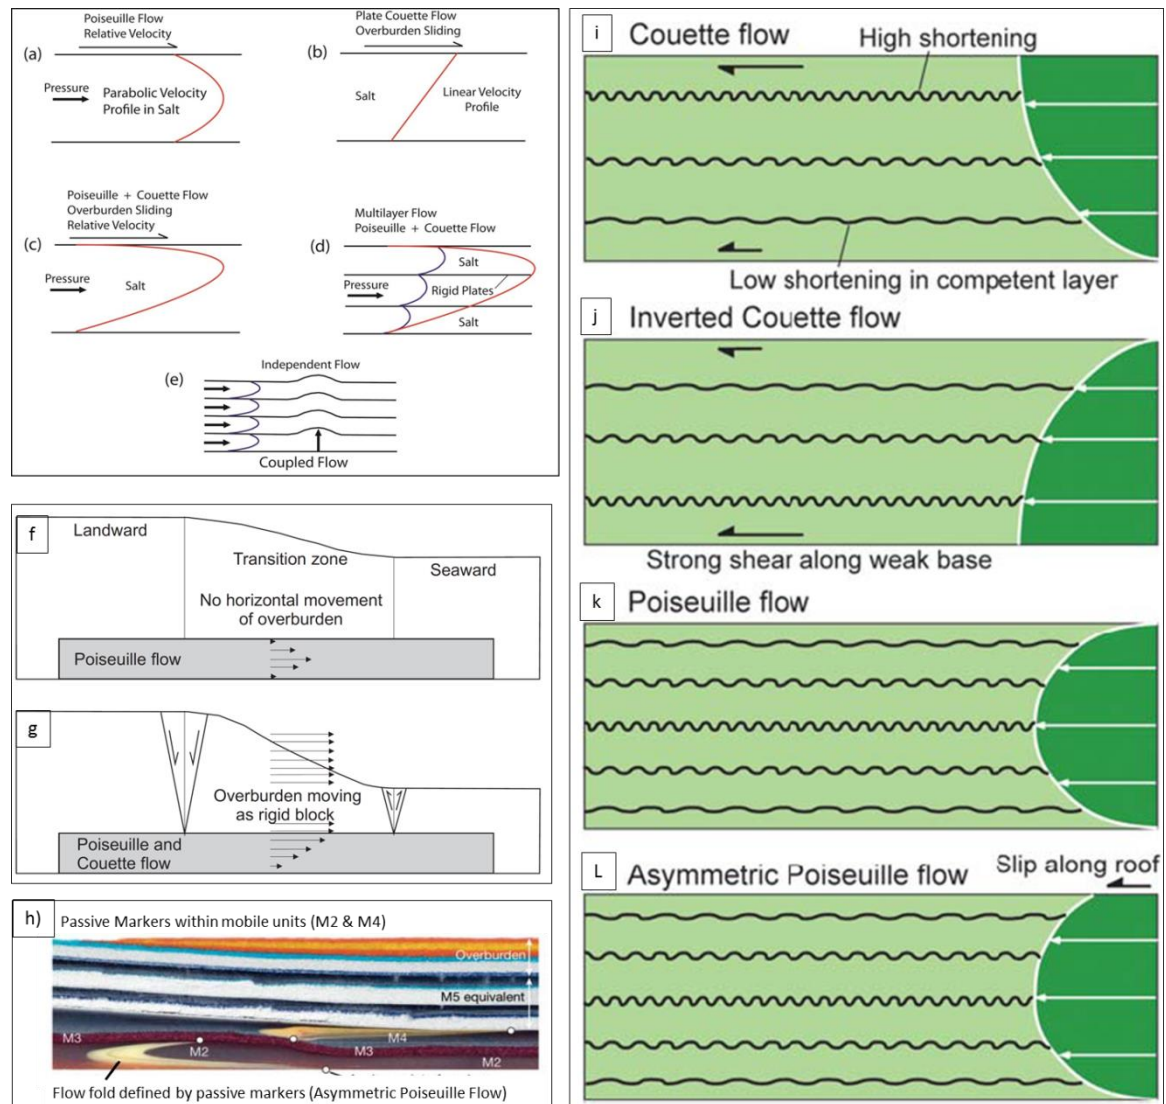 Poiseuille Flow
Relative Velocity
(a)
Pressure
Parabolic Velocity
Profile in Salt
Plate Couette Flow
Overburden Sliding
(b)
Salt
Linear Velocity
Profile
Poiseuille + Couette Flow
Overburden Sliding
Relative Velocity
(c)
Pressure
Salt
Multilayer Flow
Poiseuille + Couette Flow
(d)
Salt
Pressure
Rigid Plates
Salt
(e)
Independent Flow
Coupled Flow
f
Landward
Transition zone
Seaward
No horizontal movement
of overburden
Poiseuille flow
g
Overburden moving
as rigid block
Poiseuille and
Couette flow
h)
Passive Markers within mobile units (M2 & M4)
Overburden
M5 equivalent
M3
M2
M4
M3
M2
Flow fold defined by passive markers (Asymmetric Poiseuille Flow)
i
Couette flow
High shortening
Low shortening in competent layer
j
Inverted Couette flow
Strong shear along weak base
k
Poiseuille flow
L
Asymmetric Poiseuille flow
Slip along roof